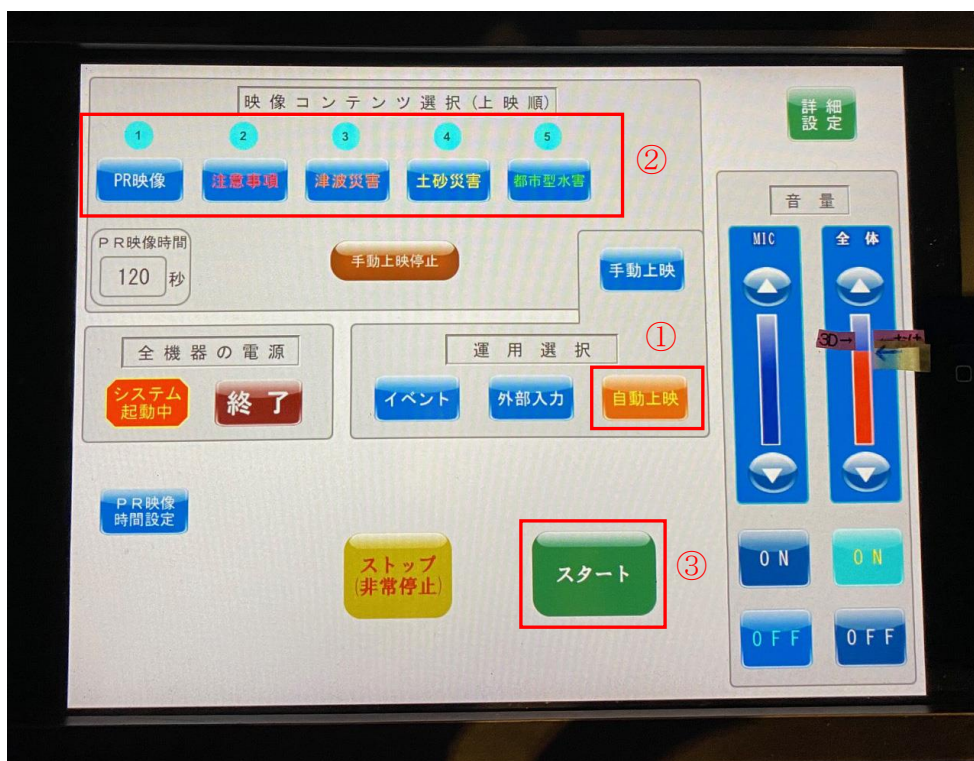 映像コンテンツ選択(上映順)
詳細
設定
1 2 3 4 5
PR映像 注意事項 津波災害 土砂災害 都市型水害
②
音量
PR映像時間
120 秒
手動上映停止
手動上映
MIC 全体
①
全機器の電源
運用選択
3D→
システム
起動中
終了
イベント 外部入力 自動上映
PR映像
時間設定
ストップ
(非常停止)
スタート
③
ON ON
OFF OFF